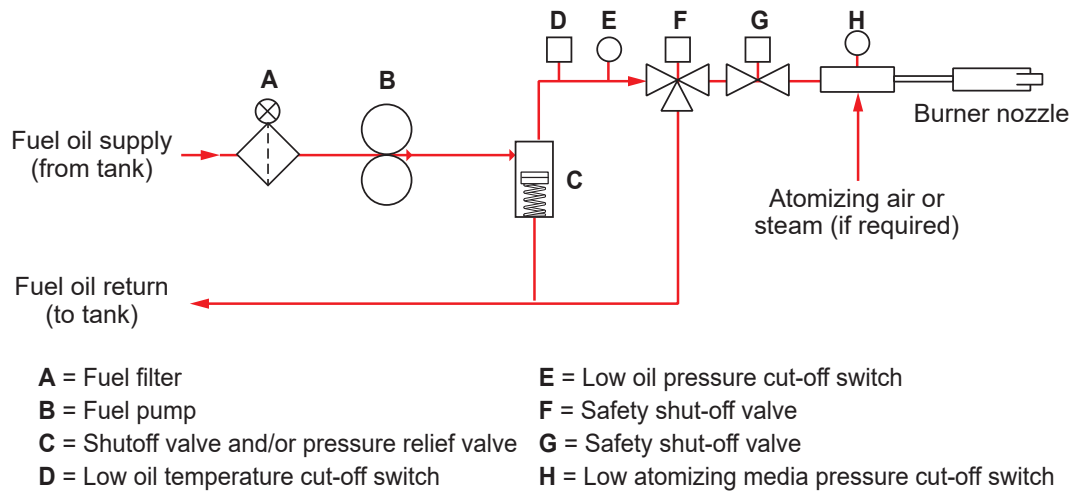 D E F G H
A B
Burner nozzle
Fuel oil supply
(from tank)
C
Atomizing air or
steam (if required)
Fuel oil return
(to tank)
A = Fuel filter
B = Fuel pump
C = Shutoff valve and/or pressure relief valve
D = Low oil temperature cut-off switch
E = Low oil pressure cut-off switch
F = Safety shut-off valve
G = Safety shut-off valve
H = Low atomizing media pressure cut-off switch